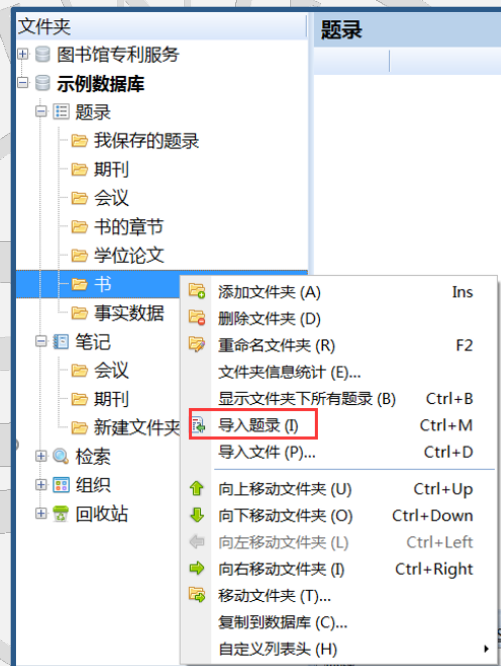 文件夹
题录
图书馆专利服务
示例数据库
题录
我保存的题录
期刊
会议
书的章节
学位论文
书
事实数据
笔记
会议
期刊
新建文件夹
检索
组织
回收站
添加文件夹 (A) Ins
删除文件夹 (D)
重命名文件夹 (R) F2
文件夹信息统计 (E)...
显示文件夹下所有题录 (B) Ctrl+B
导入题录 (I) Ctrl+M
导入文件 (P)... Ctrl+D
向上移动文件夹 (U) Ctrl+Up
向下移动文件夹 (O) Ctrl+Down
向左移动文件夹 (L) Ctrl+Left
向右移动文件夹 (I) Ctrl+Right
移动文件夹 (T)...
复制到数据库 (C)...
自定义列表头 (H)